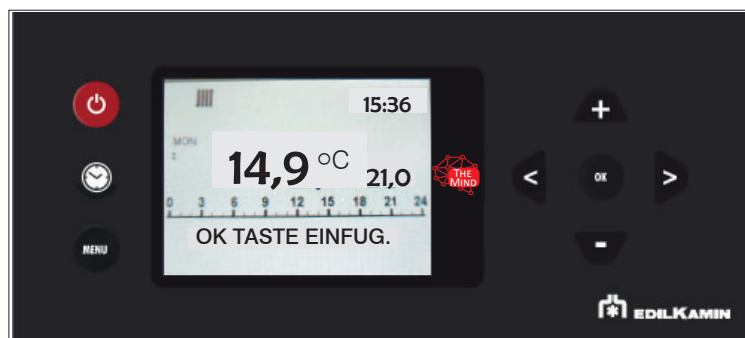 15:36
MON
14,9 °C
21,0
0 3 6 9 12 15 18 21 24
OK TASTE EINFUG.
MENU
THE
MIND
+
< OK >
-
EDILKAMIN